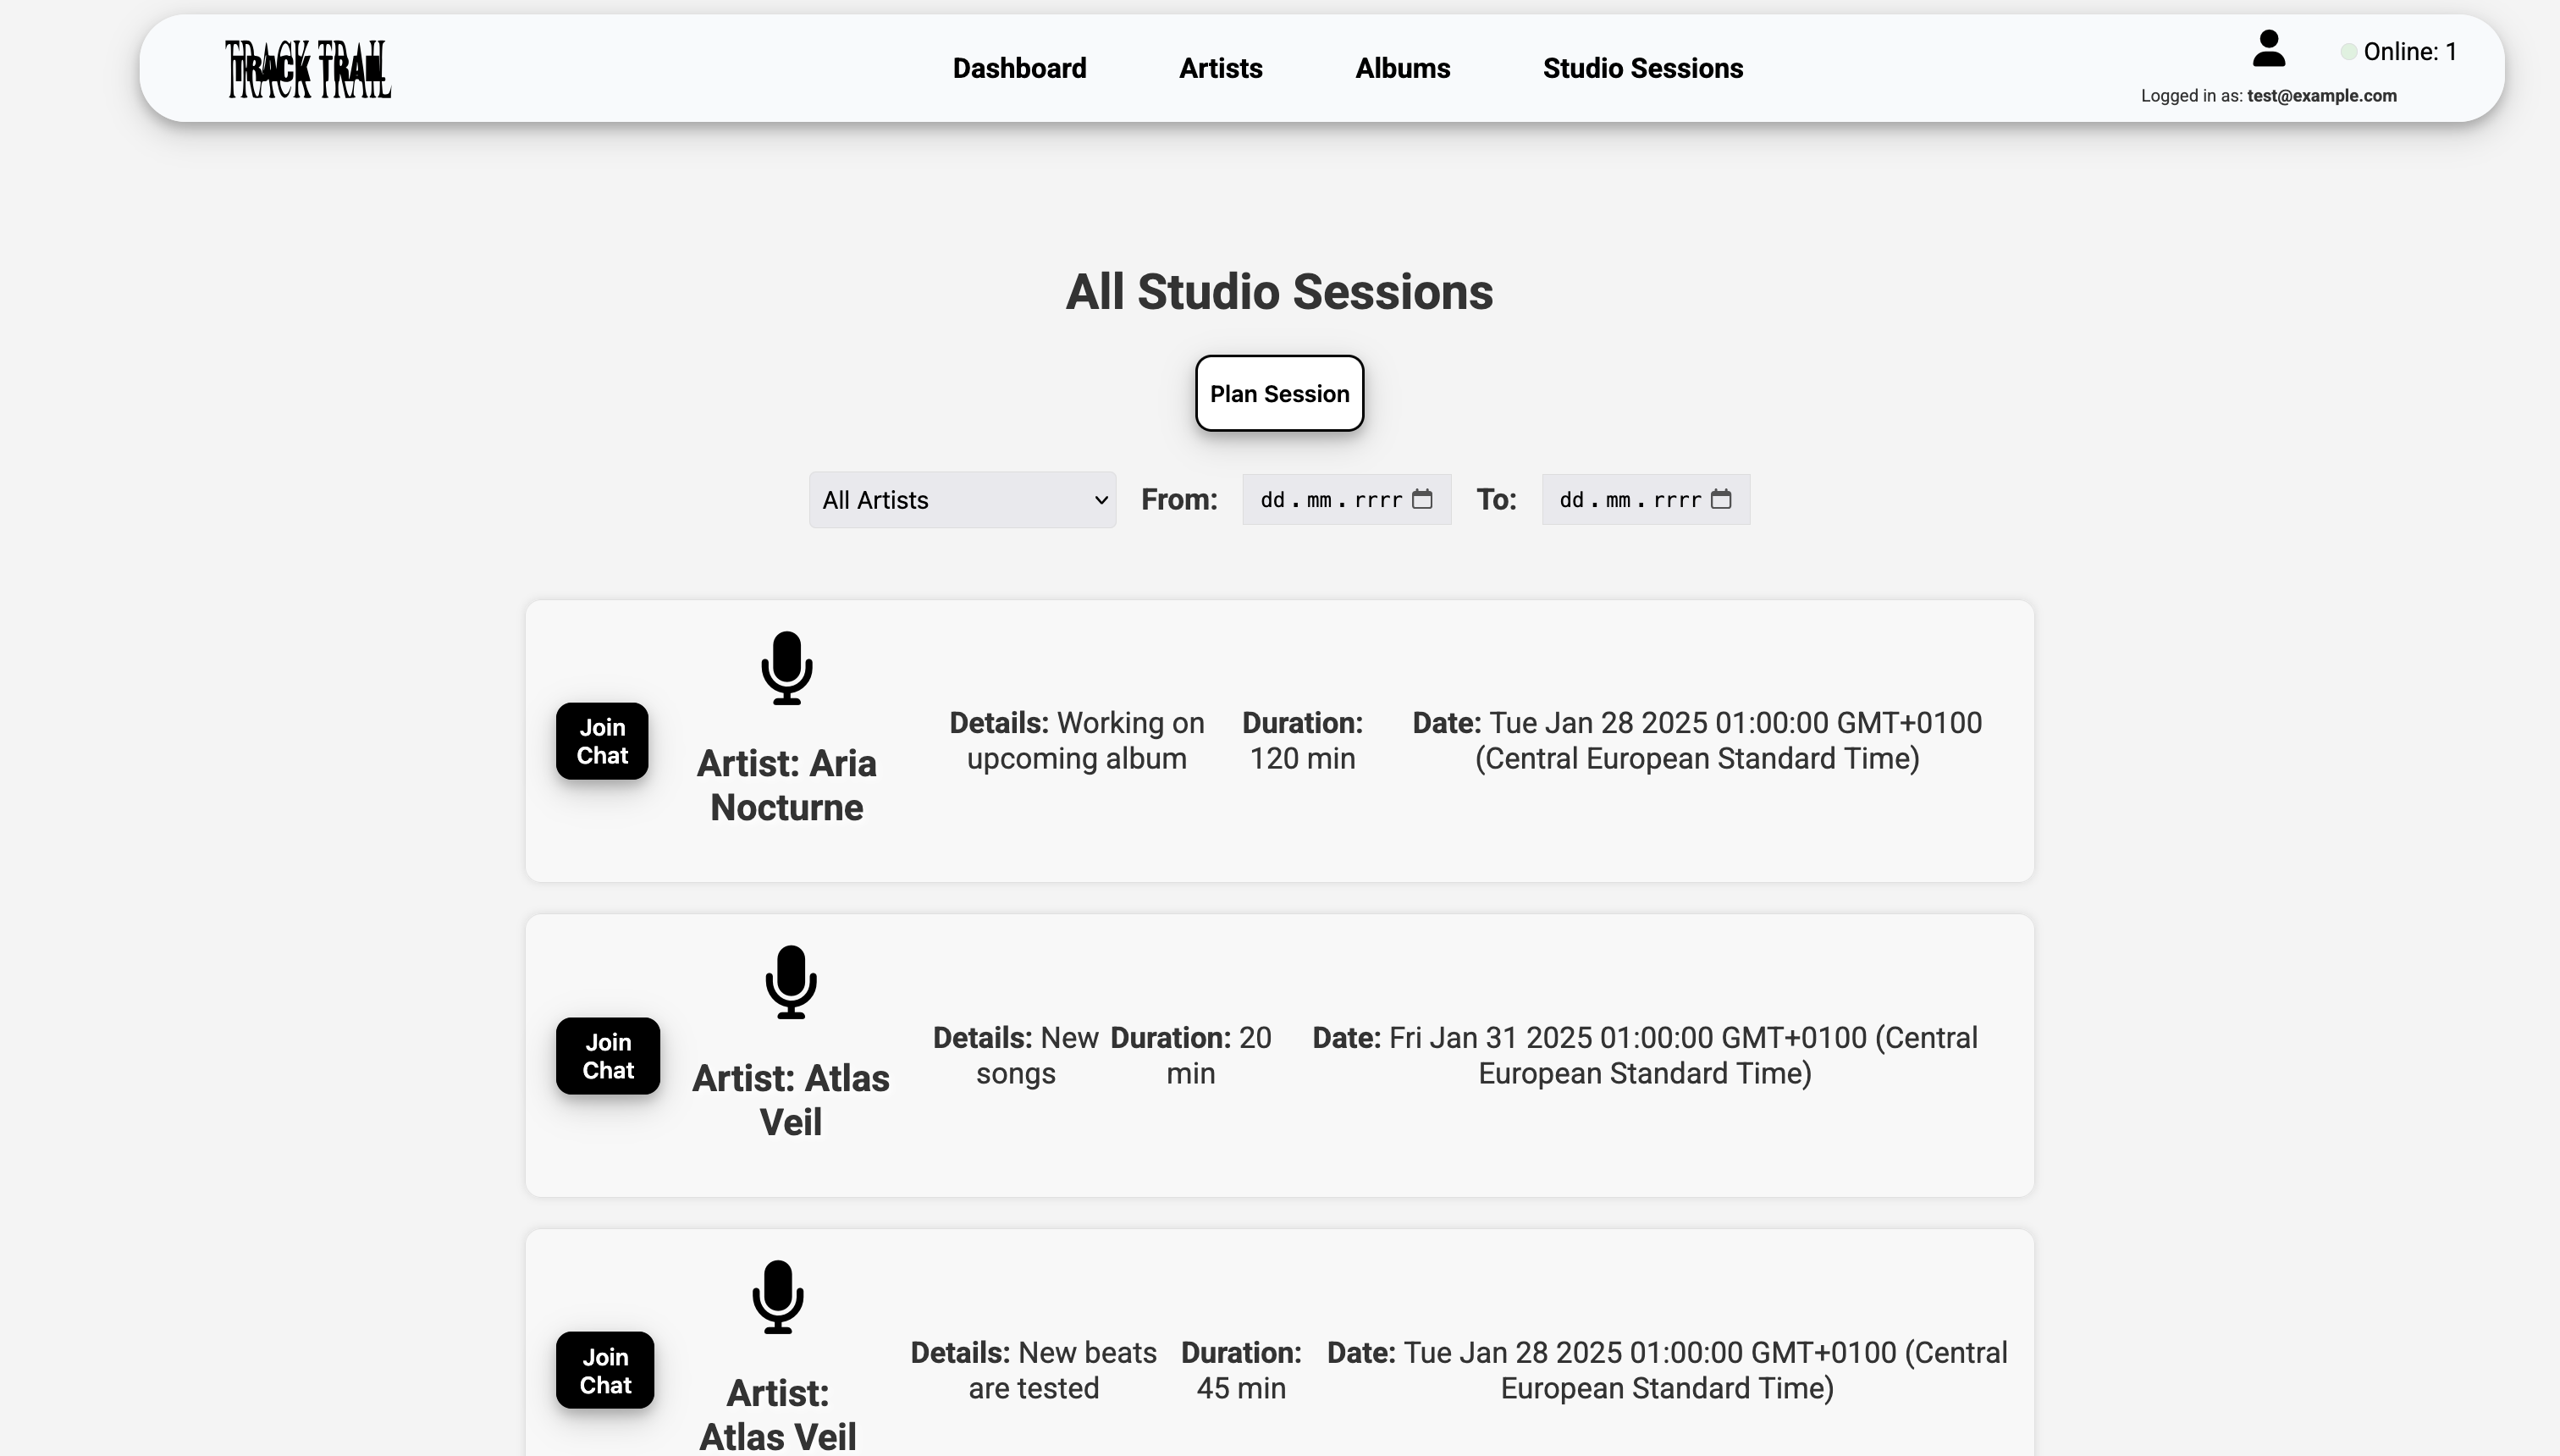 TRACK TRAIL
TRACK TRAIL
Dashboard
Artists
Albums
Studio Sessions
Online: 1
Logged in as: test@example.com
All Studio Sessions
Plan Session
All Artists
From:
dd.mm.rrrr
To:
dd.mm.rrrr
Join
Chat
Artist: Aria
Nocturne
Details: Working on
upcoming album
Duration:
120 min
Date: Tue Jan 28 2025 01:00:00 GMT+0100
(Central European Standard Time)
Join
Chat
Artist: Atlas
Veil
Details: New
songs
Duration: 20
min
Date: Fri Jan 31 2025 01:00:00 GMT+0100 (Central
European Standard Time)
Join
Chat
Artist:
Atlas Veil
Details: New beats
are tested
Duration:
45 min
Date: Tue Jan 28 2025 01:00:00 GMT+0100 (Central
European Standard Time)